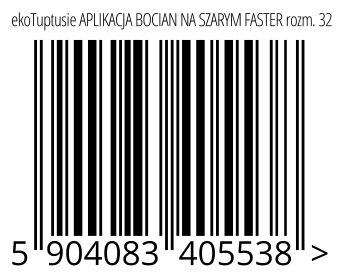 ekoTuptusie APLIKACJA BOCIAN NA SZARYM FASTER rozm. 32
5 904083 405538 >